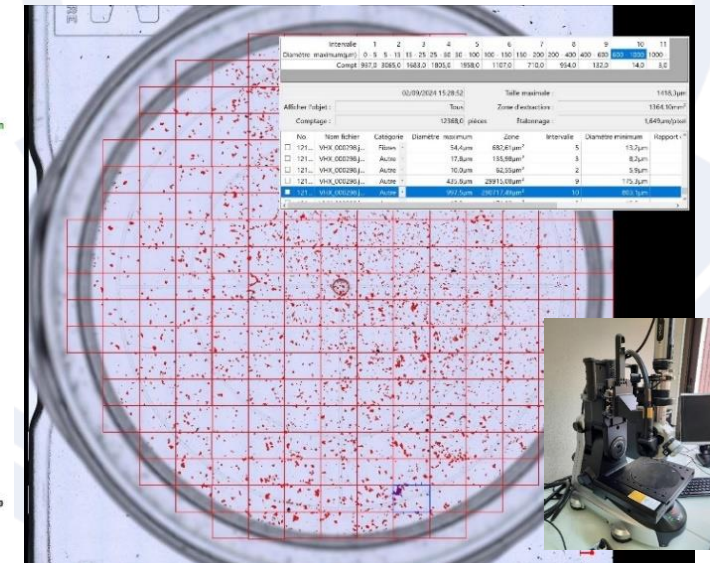 Intervalle 1 2 3 4 5 6 7 8 9 10 11
Diamètre maximum(µm) 0 - 5 5 - 15 15 - 25 25 - 50 50 - 100 100 - 150 150 - 200 200 - 400 400 - 600 600 - 1000 1000
Compt 937,0 3065,0 1683,0 1805,0 1958,0 1107,0 710,0 954,0 132,0 14,0 3,0
02/09/2024 15:28:52 Taille maximale : 1418,3µm
Afficher l'objet : Tous Zone d'extraction : 1364,10mm²
Comptage : 12368,0 pièces Étalonnage : 1,649µm/pixel
No. Nom fichier Catégorie Diamètre maximum Zone Intervalle Diamètre minimum Rapport
121... VHX_000298.j... Fibres 54,4µm 682,61µm² 5 13,2µm
121... VHX_000298.j... Autre 17,8µm 135,98µm² 3 8,2µm
121... VHX_000298.j... Autre 10,0µm 62,55µm² 2 5,9µm
121... VHX_000298.j... Autre 435,6µm 29915,08µm² 9 175,3µm
121... VHX_000298.j... Autre 997,5µm 10